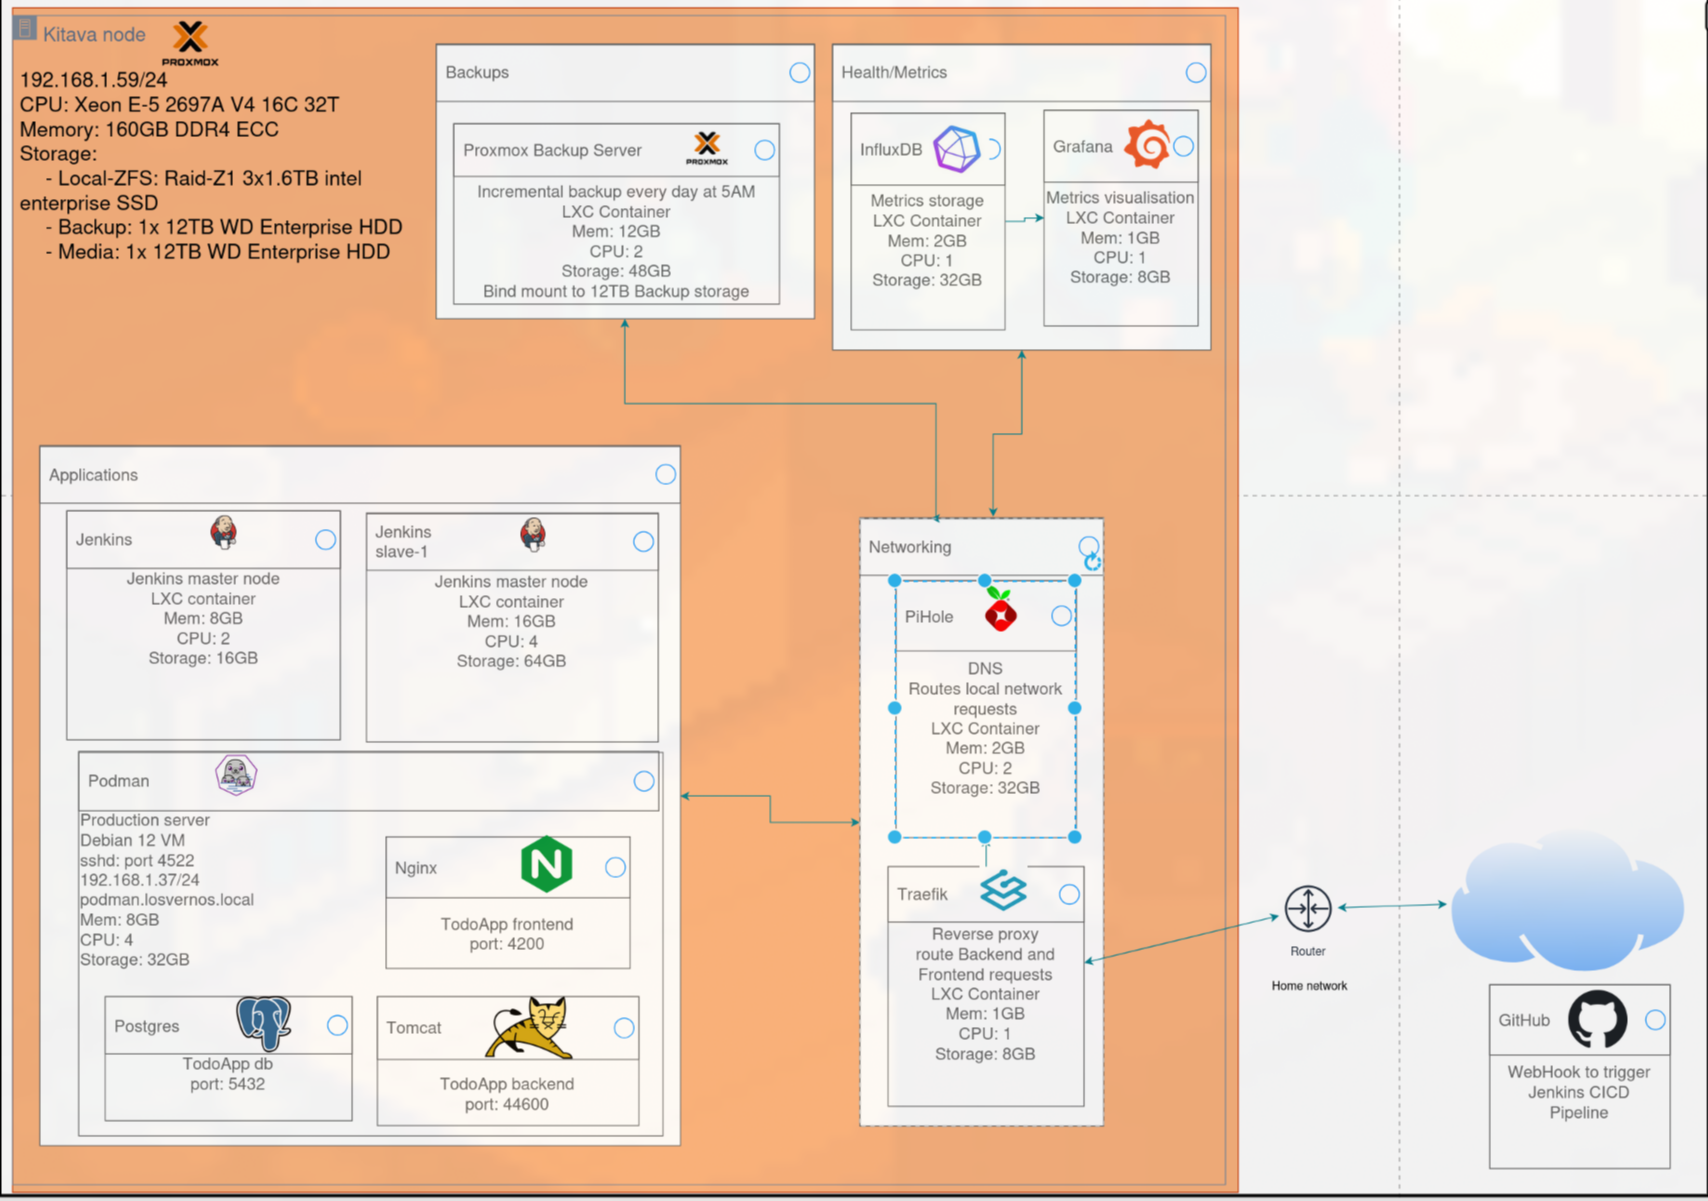 Kitava node
PROXMOX
192.168.1.59/24
CPU: Xeon E-5 2697A V4 16C 32T
Memory: 160GB DDR4 ECC
Storage:
- Local-ZFS: Raid-Z1 3x1.6TB intel
enterprise SSD
- Backup: 1x 12TB WD Enterprise HDD
- Media: 1x 12TB WD Enterprise HDD
Backups
Proxmox Backup Server
PROXMOX
Incremental backup every day at 5AM
LXC Container
Mem: 12GB
CPU: 2
Storage: 48GB
Bind mount to 12TB Backup storage
Health/Metrics
InfluxDB
Metrics storage
LXC Container
Mem: 2GB
CPU: 1
Storage: 32GB
Grafana
Metrics visualisation
LXC Container
Mem: 1GB
CPU: 1
Storage: 8GB
Applications
Jenkins
Jenkins master node
LXC container
Mem: 8GB
CPU: 2
Storage: 16GB
Jenkins
slave-1
Jenkins master node
LXC container
Mem: 16GB
CPU: 4
Storage: 64GB
Podman
Production server
Debian 12 VM
sshd: port 4522
192.168.1.37/24
podman.losvernos.local
Mem: 8GB
CPU: 4
Storage: 32GB
Nginx
N
TodoApp frontend
port: 4200
Postgres
TodoApp db
port: 5432
Tomcat
TodoApp backend
port: 44600
Networking
PiHole
DNS
Routes local network
requests
LXC Container
Mem: 2GB
CPU: 2
Storage: 32GB
Traefik
Reverse proxy
route Backend and
Frontend requests
LXC Container
Mem: 1GB
CPU: 1
Storage: 8GB
Router
Home network
GitHub
WebHook to trigger
Jenkins CICD
Pipeline